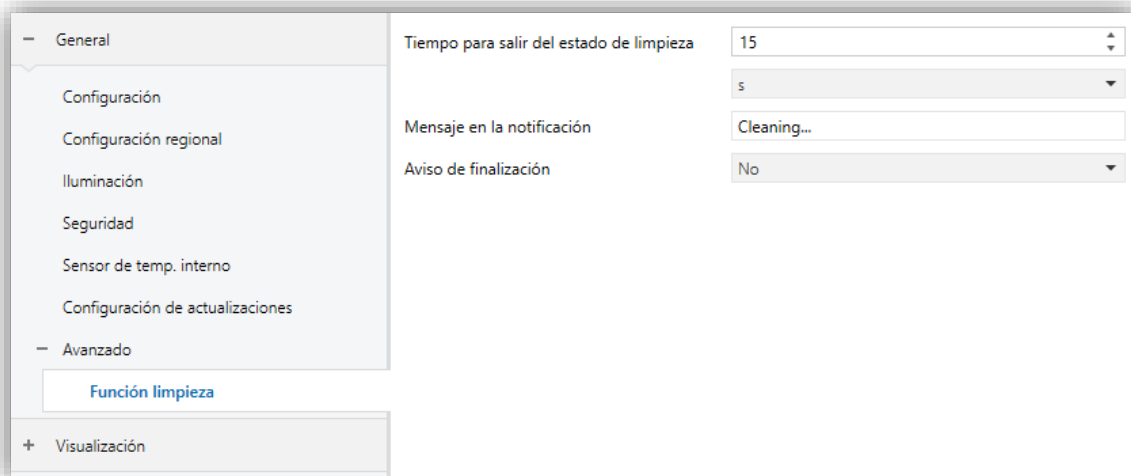 General
Configuración
Configuración regional
Iluminación
Seguridad
Sensor de temp. interno
Configuración de actualizaciones
Avanzado
Función limpieza
Visualización
Tiempo para salir del estado de limpieza 15
s
Mensaje en la notificación Cleaning...
Aviso de finalización No